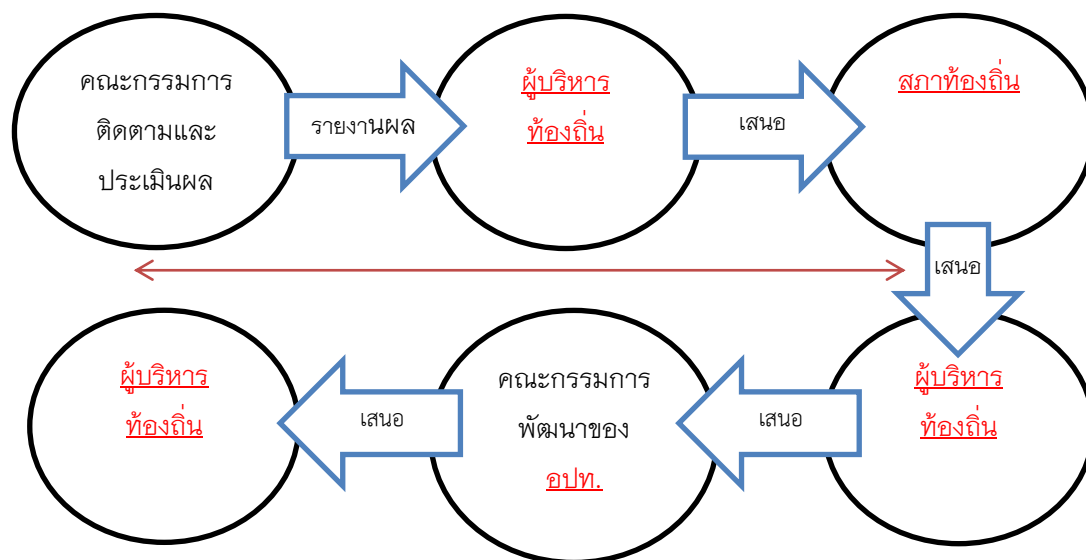 คณะกรรมการ
ติดตามและ
ประเมินผล
รายงานผล
ผู้บริหาร
ท้องถิ่น
เสนอ
สภาท้องถิ่น
เสนอ
ผู้บริหาร
ท้องถิ่น
เสนอ
คณะกรรมการ
พัฒนาของ
อปท.
เสนอ
ผู้บริหาร
ท้องถิ่น